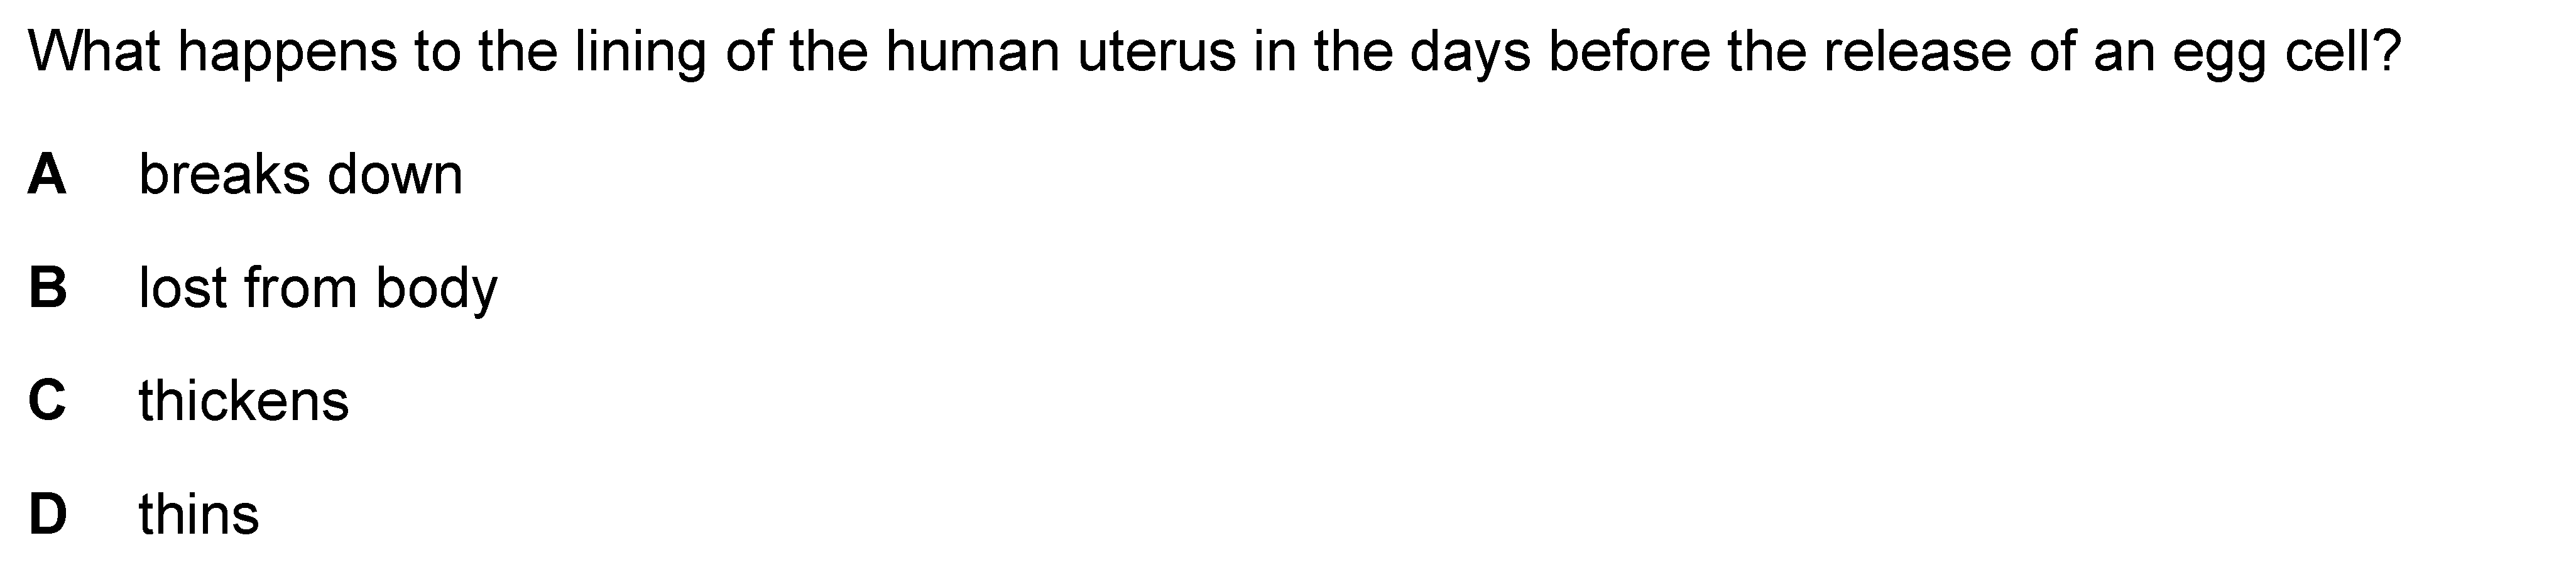 What happens to the lining of the human uterus in the days before the release of an egg cell?
A breaks down
B lost from body
C thickens
D thins